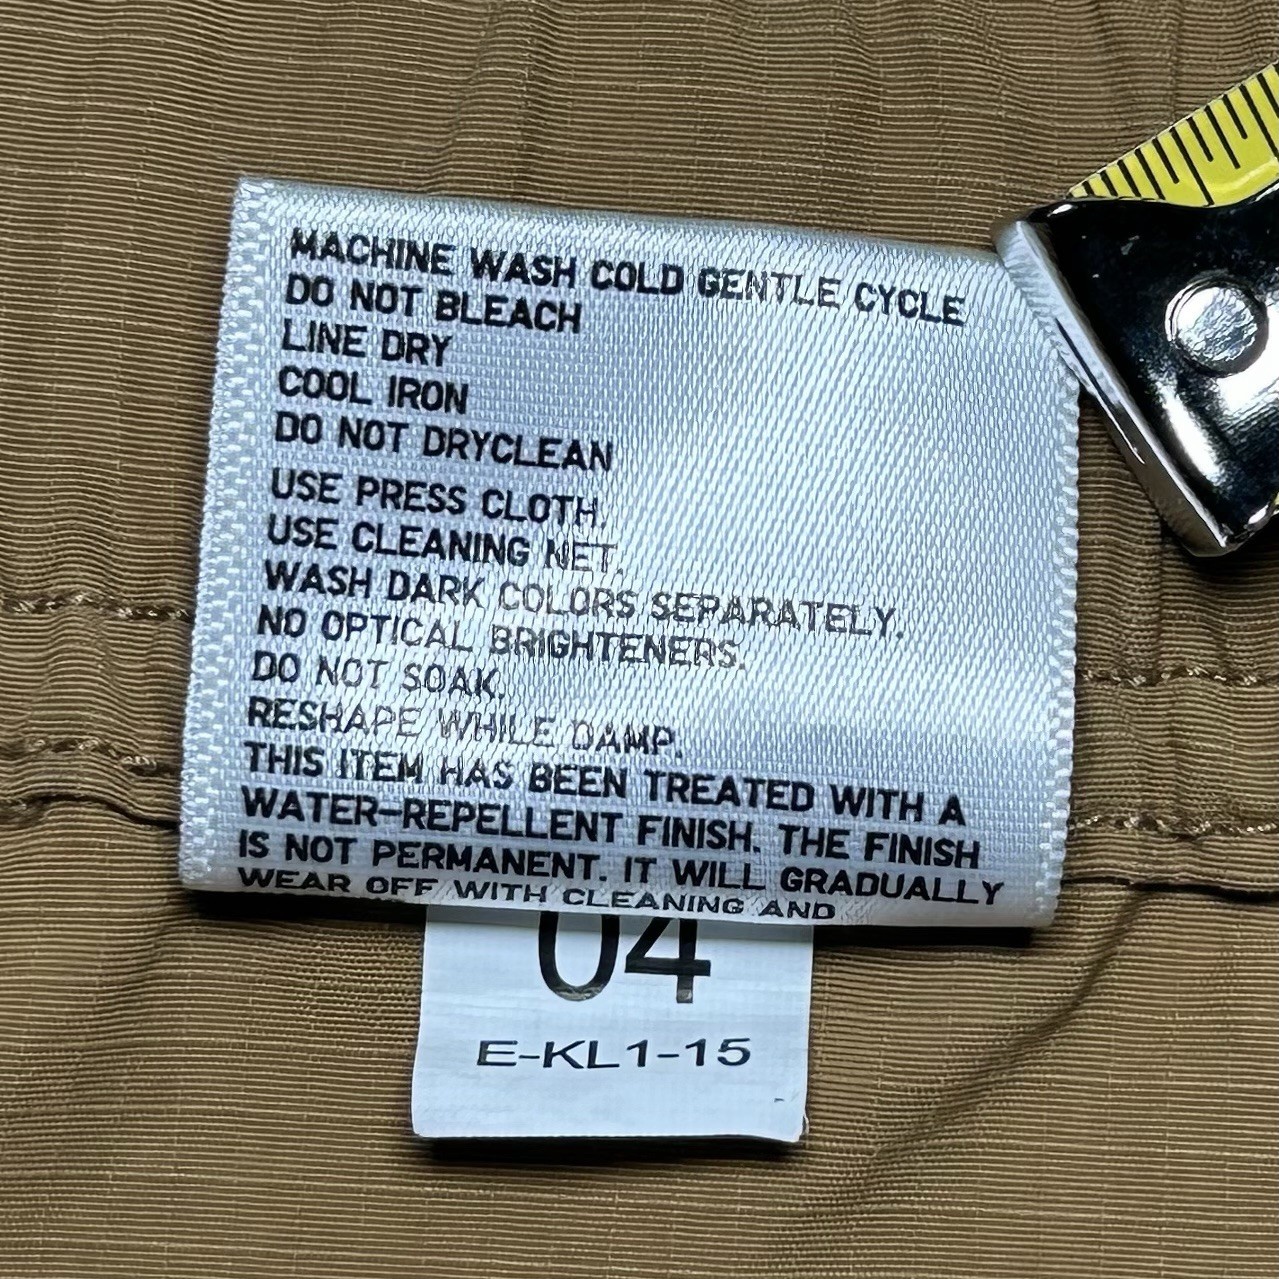 MACHINE WASH COLD GENTLE CYCLE
DO NOT BLEACH
LINE DRY
COOL IRON
DO NOT DRYCLEAN
USE PRESS CLOTH.
USE CLEANING NET.
WASH DARK COLORS SEPARATELY.
NO OPTICAL BRIGHTENERS.
DO NOT SOAK.
RESHAPE WHILE DAMP.
THIS ITEM HAS BEEN TREATED WITH A
WATER-REPELLENT FINISH. THE FINISH
IS NOT PERMANENT. IT WILL GRADUALLY
WEAR OFF WITH CLEANING AND
04
E-KL1-15